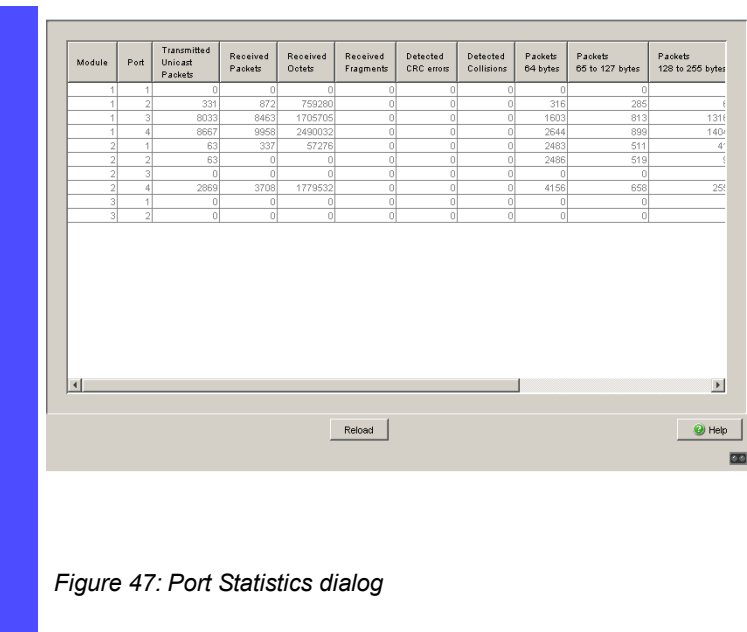 Module Port Transmitted Unicast Packets Received Packets Received Octets Received Fragments Detected CRC errors Detected Collisions Packets 64 bytes Packets 65 to 127 bytes Packets 128 to 255 bytes
1 1 0 0 0 0 0 0 0 0
1 2 331 872 759280 0 0 0 316 285
1 3 8033 8463 1705705 0 0 0 1603 813 1316
1 4 8667 9958 2490032 0 0 0 2644 899 140
2 1 63 337 57276 0 0 0 2483 511 4
2 2 63 0 0 0 0 0 2486 519
2 3 0 0 0 0 0 0 0 0
2 4 2869 3708 1779532 0 0 0 4156 658 255
3 1 0 0 0 0 0 0 0 0
3 2 0 0 0 0 0 0 0 0
Reload
Help
Figure 47: Port Statistics dialog